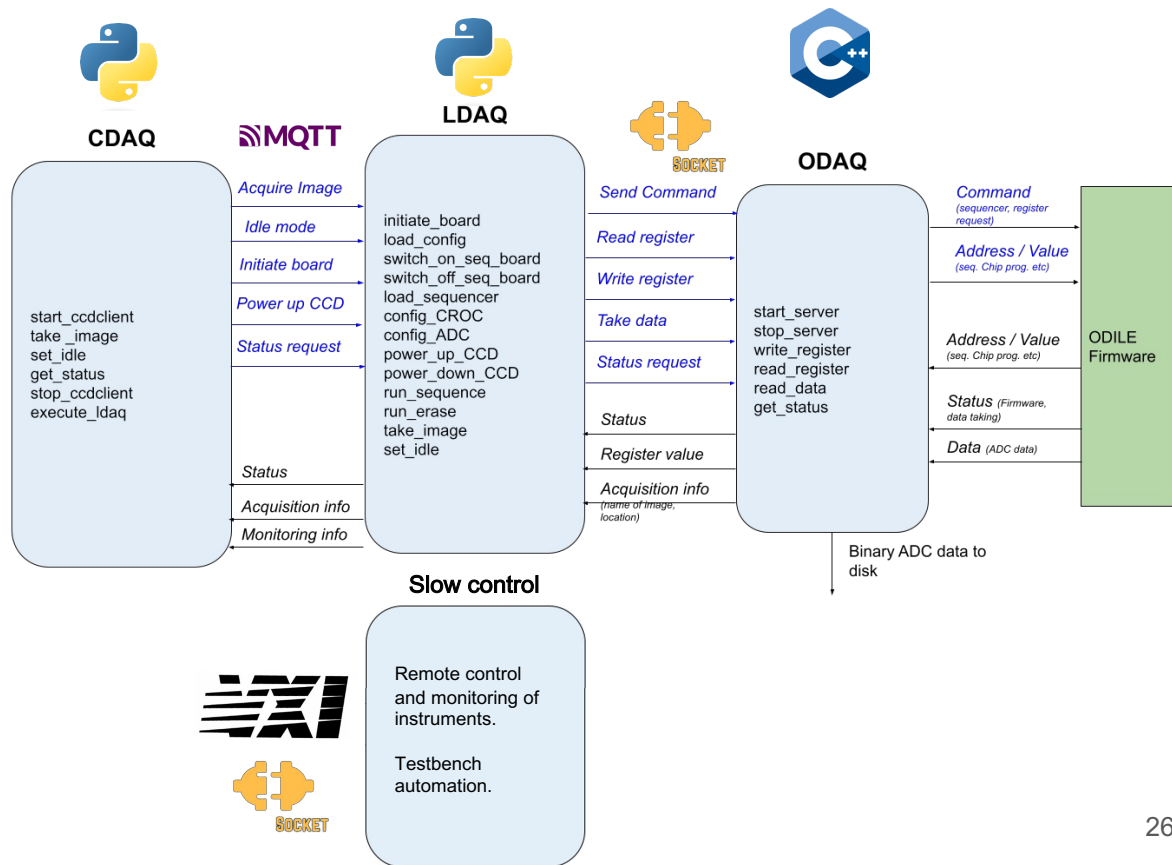 CDAQ
MQTT
LDAQ
SOCKET
ODAQ
start_ccdclient
take _image
set_idle
get_status
stop_ccdclient
execute_ldaq
Acquire Image
Idle mode
Initiate board
Power up CCD
Status request
Status
Acquisition info
Monitoring info
initiate_board
load_config
switch_on_seq_board
switch_off_seq_board
load_sequencer
config_CROC
config_ADC
power_up_CCD
power_down_CCD
run_sequence
run_erase
take_image
set_idle
Send Command
Read register
Write register
Take data
Status request
Status
Register value
Acquisition info
(name of image,
location)
C++
start_server
stop_server
write_register
read_register
read_data
get_status
Command
(sequencer, register
request)
Address / Value
(seq. Chip prog. etc)
Address / Value
(seq. Chip prog. etc)
Status (Firmware,
data taking)
Data (ADC data)
ODILE
Firmware
Binary ADC data to
disk
Slow control
VXI
SOCKET
Remote control
and monitoring of
instruments.
Testbench
automation.
26